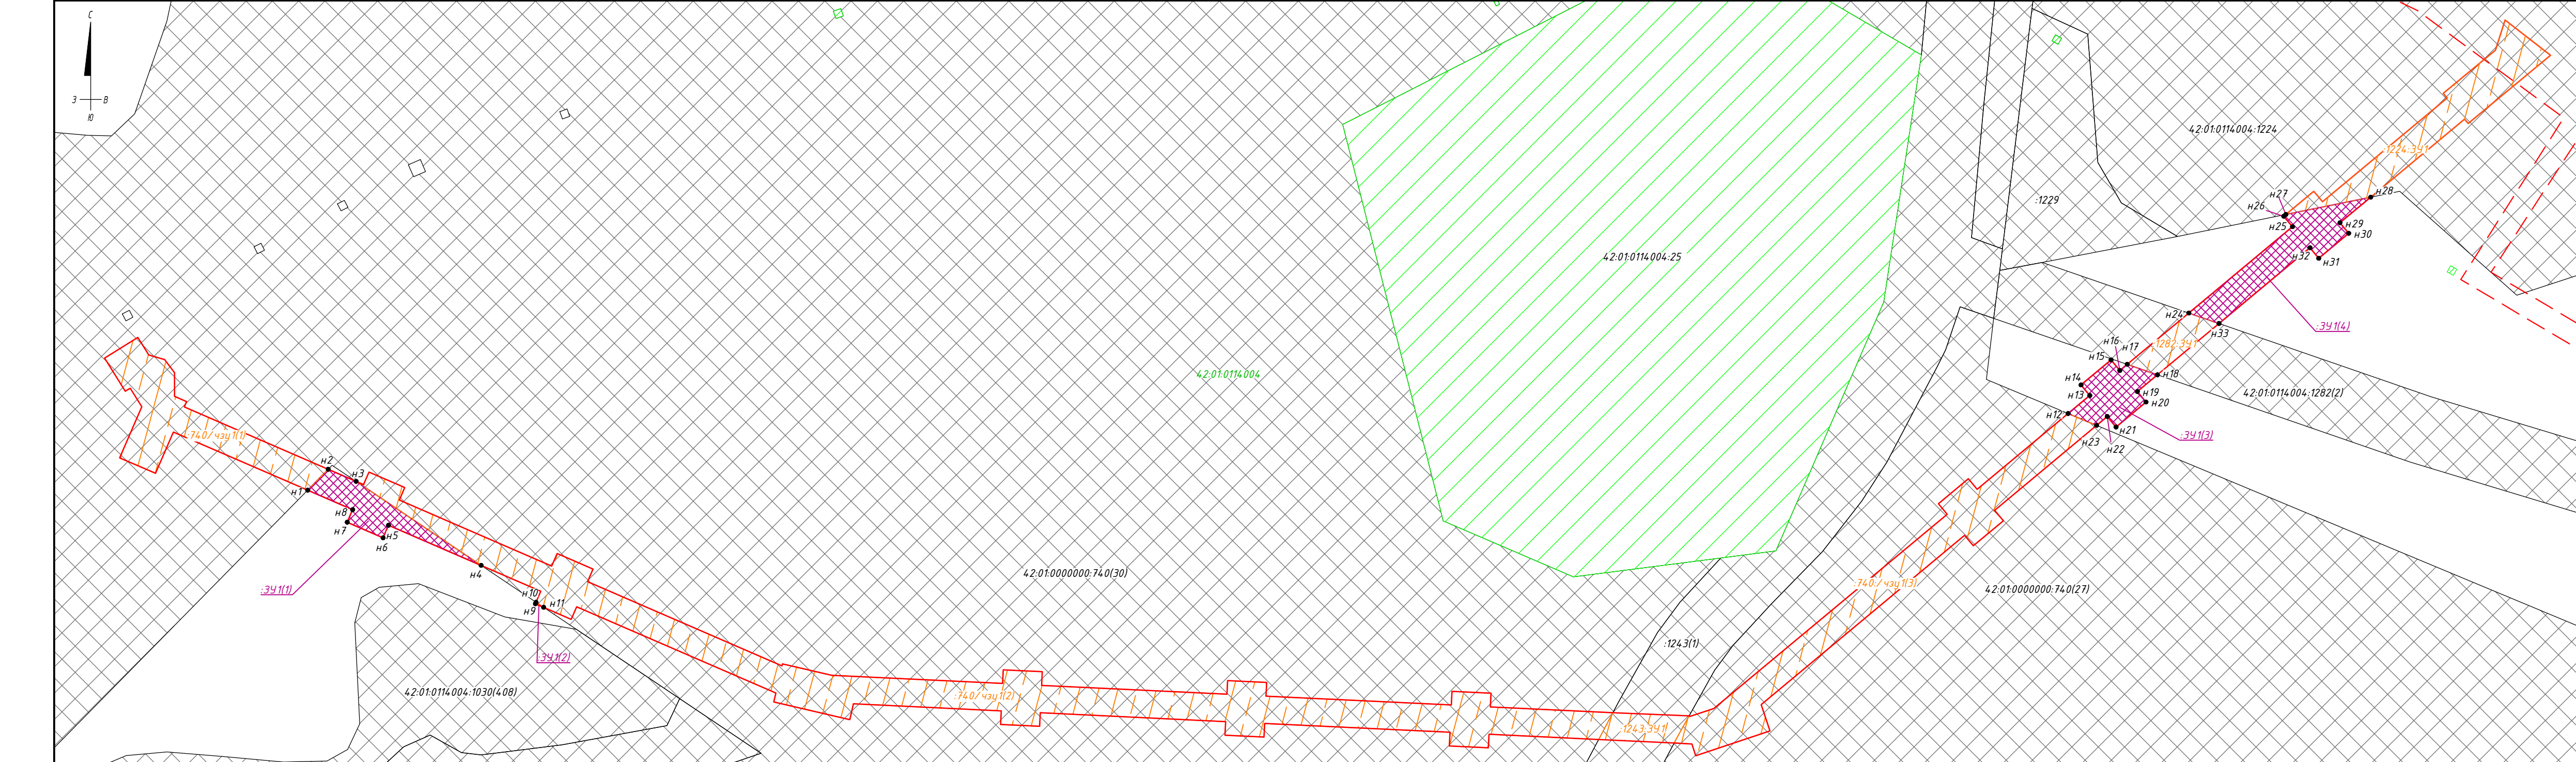 С
З
В
Ю
42:01:0114004:1224
:1224:ЗУ1
:1229
н27
н26
н25
н28
н29
н30
н32
н31
42:01:0114004:25
н24
н33
:ЗУ1(4)
42:01:0114004
н16
н17
н15
:1282:ЗУ1
н14
н18
н13
н19
н20
42:01:0114004:1282(2)
н12
н21
н23
н22
:ЗУ1(3)
:740/чзу1(1)
н2
н3
н1
н8
н7
н5
н6
н4
42:01:0000000:740(30)
:740/чзу1(3)
42:01:0000000:740(27)
:ЗУ1(1)
н10
н9
н11
:1243(1)
:ЗУ1(2)
42:01:0114004:1030(408)
:740/чзу1(2)
:1243:ЗУ1